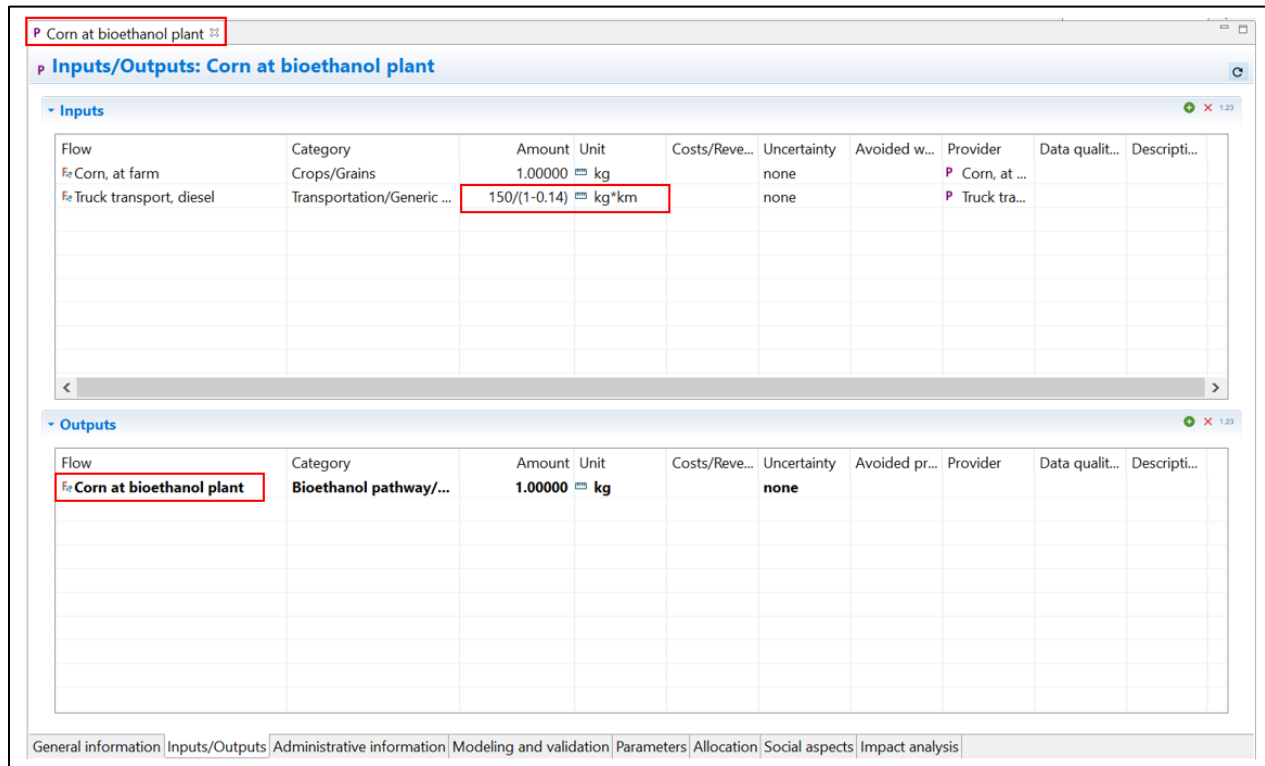 P Corn at bioethanol plant
P Inputs/Outputs: Corn at bioethanol plant
Inputs 1.23
Flow Category Amount Unit Costs/Reve... Uncertainty Avoided w... Provider Data qualit... Descripti...
Corn, at farm Crops/Grains 1.00000 kg none P Corn, at ...
Truck transport, diesel Transportation/Generic ... 150/(1-0.14) kg*km none P Truck tra...
Outputs 1.23
Flow Category Amount Unit Costs/Reve... Uncertainty Avoided pr... Provider Data qualit... Descripti...
Corn at bioethanol plant Bioethanol pathway/... 1.00000 kg none
General information Inputs/Outputs Administrative information Modeling and validation Parameters Allocation Social aspects Impact analysis